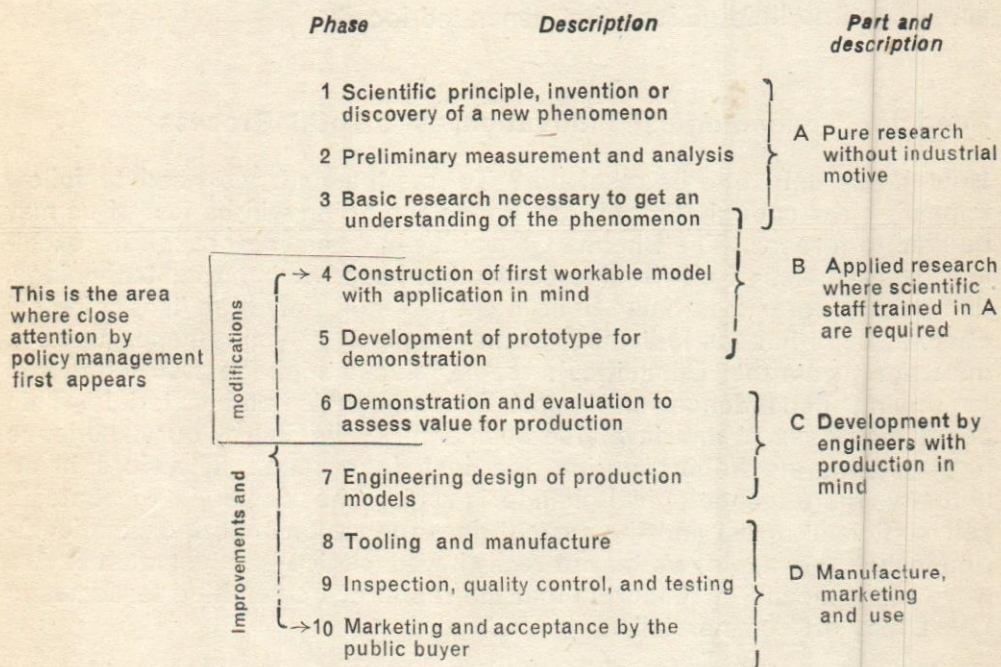 Phase Description Part and
description
1 Scientific principle, invention or
discovery of a new phenomenon
2 Preliminary measurement and analysis
3 Basic research necessary to get an
understanding of the phenomenon
A Pure research
without industrial
motive
4 Construction of first workable model
with application in mind
5 Development of prototype for
demonstration
B Applied research
where scientific
staff trained in A
are required
This is the area
where close
attention by
policy management
first appears
Improvements and modifications
6 Demonstration and evaluation to
assess value for production
7 Engineering design of production
models
C Development by
engineers with
production in
mind
8 Tooling and manufacture
9 Inspection, quality control, and testing
10 Marketing and acceptance by the
public buyer
D Manufacture,
marketing
and use